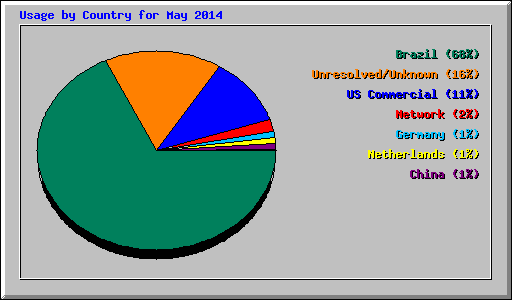 Usage by Country for May 2014
Brazil (68%)
Unresolved/Unknown (16%)
US Commercial (11%)
Network (2%)
Germany (1%)
Netherlands (1%)
China (1%)